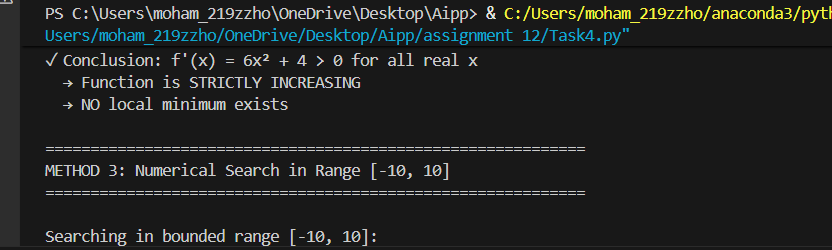 PS C:\Users\moham_219zzho\OneDrive\Desktop\Aipp> & C:/Users/moham_219zzho/anaconda3/pyth
Users/moham_219zzho/OneDrive/Desktop/Aipp/assignment 12/Task4.py"
✓ Conclusion: f'(x) = 6x² + 4 > 0 for all real x
→ Function is STRICTLY INCREASING
→ NO local minimum exists
============================================================
METHOD 3: Numerical Search in Range [-10, 10]
============================================================
Searching in bounded range [-10, 10]: